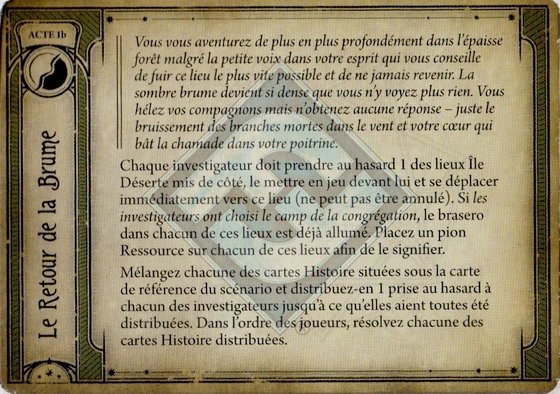 ACTE 1b
Le Retour de la Brume
Vous vous aventurez de plus en plus profondément dans l'épaisse
forêt malgré la petite voix dans votre esprit qui vous conseille
de fuir ce lieu le plus vite possible et de ne jamais revenir. La
sombre brume devient si dense que vous n'y voyez plus rien. Vous
hélez vos compagnons mais n'obtenez aucune réponse – juste le
bruissement des branches mortes dans le vent et votre cœur qui
bât la chamade dans votre poitrine.
Chaque investigateur doit prendre au hasard 1 des lieux Île
Déserte mis de côté, le mettre en jeu devant lui et se déplacer
immédiatement vers ce lieu (ne peut pas être annulé). Si les
investigateurs ont choisi le camp de la congrégation, le brasero
dans chacun de ces lieux est déjà allumé. Placez un pion
Ressource sur chacun de ces lieux afin de le signifier.
Mélangez chacune des cartes Histoire situées sous la carte
de référence du scénario et distribuez-en 1 prise au hasard à
chacun des investigateurs jusqu'à ce qu'elles aient toutes été
distribuées. Dans l'ordre des joueurs, résolvez chacune des
cartes Histoire distribuées.